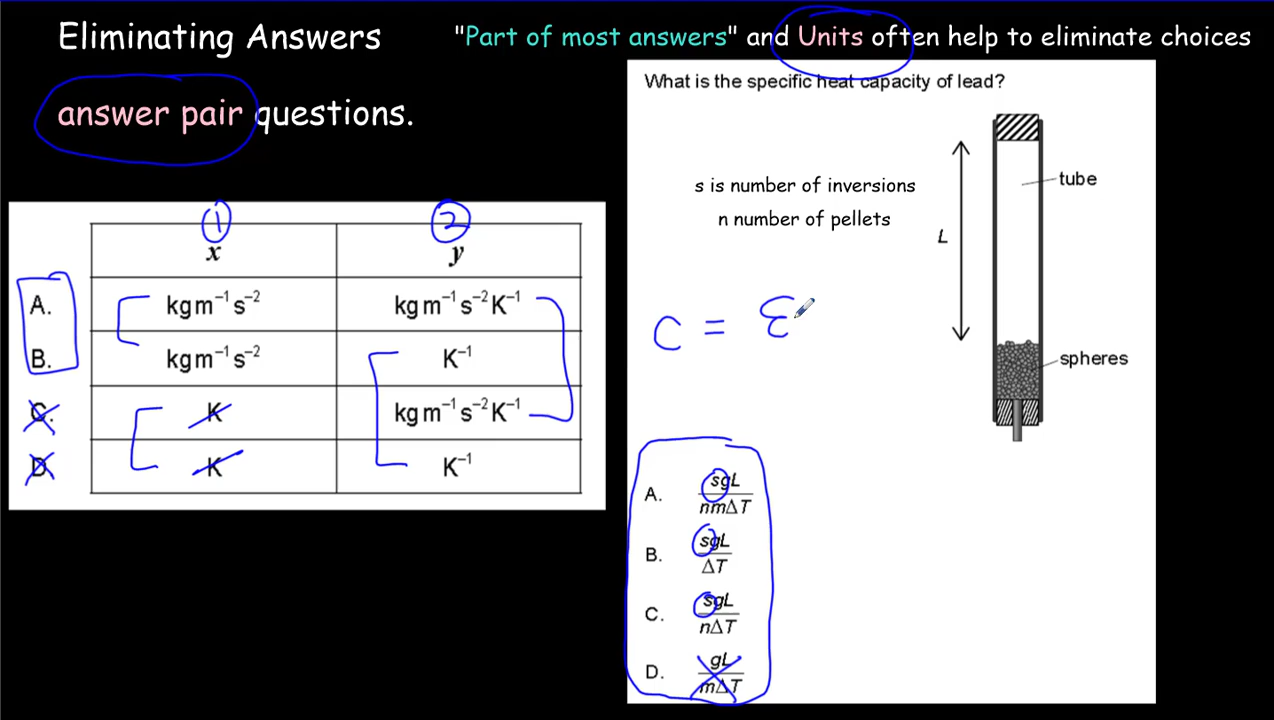 Eliminating Answers
"Part of most answers" and Units often help to eliminate choices
answer pair questions.
① ②
x y
A. kg m⁻¹ s⁻² kg m⁻¹ s⁻² K⁻¹
B. kg m⁻¹ s⁻² K⁻¹
C. K kg m⁻¹ s⁻² K⁻¹
D. K K⁻¹
What is the specific heat capacity of lead?
s is number of inversions
n number of pellets
tube
L
spheres
c = ε
A. sgL
nmΔT
B. sgL
ΔT
C. sgL
nΔT
D. gL
mΔT